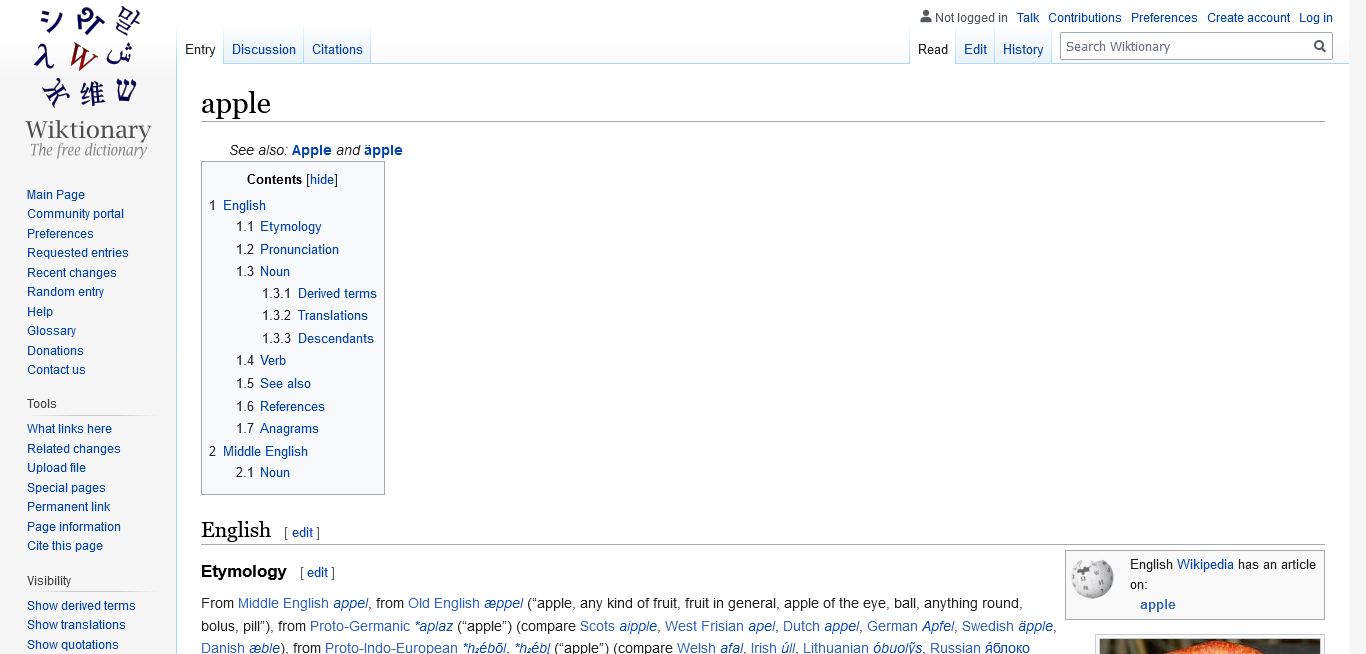 Not logged in Talk Contributions Preferences Create account Log in
Entry Discussion Citations Read Edit History Search Wiktionary
Wiktionary
The free dictionary
Main Page
Community portal
Preferences
Requested entries
Recent changes
Random entry
Help
Glossary
Donations
Contact us
Tools
What links here
Related changes
Upload file
Special pages
Permanent link
Page information
Cite this page
Visibility
Show derived terms
Show translations
Show quotations
apple
See also: Apple and äpple
Contents [hide]
1 English
1.1 Etymology
1.2 Pronunciation
1.3 Noun
1.3.1 Derived terms
1.3.2 Translations
1.3.3 Descendants
1.4 Verb
1.5 See also
1.6 References
1.7 Anagrams
2 Middle English
2.1 Noun
English [ edit ]
Etymology [ edit ]
From Middle English appel, from Old English æppel (“apple, any kind of fruit, fruit in general, apple of the eye, ball, anything round,
bolus, pill”), from Proto-Germanic *aplaz (“apple”) (compare Scots aipple, West Frisian apel, Dutch appel, German Apfel, Swedish äpple,
Danish æble), from Proto-Indo-European *h₂ébōl, *h₂ébl̥ (“apple”) (compare Welsh afal, Irish úll, Lithuanian óbuolỹs, Russian я́блоко
English Wikipedia has an article
on:
apple